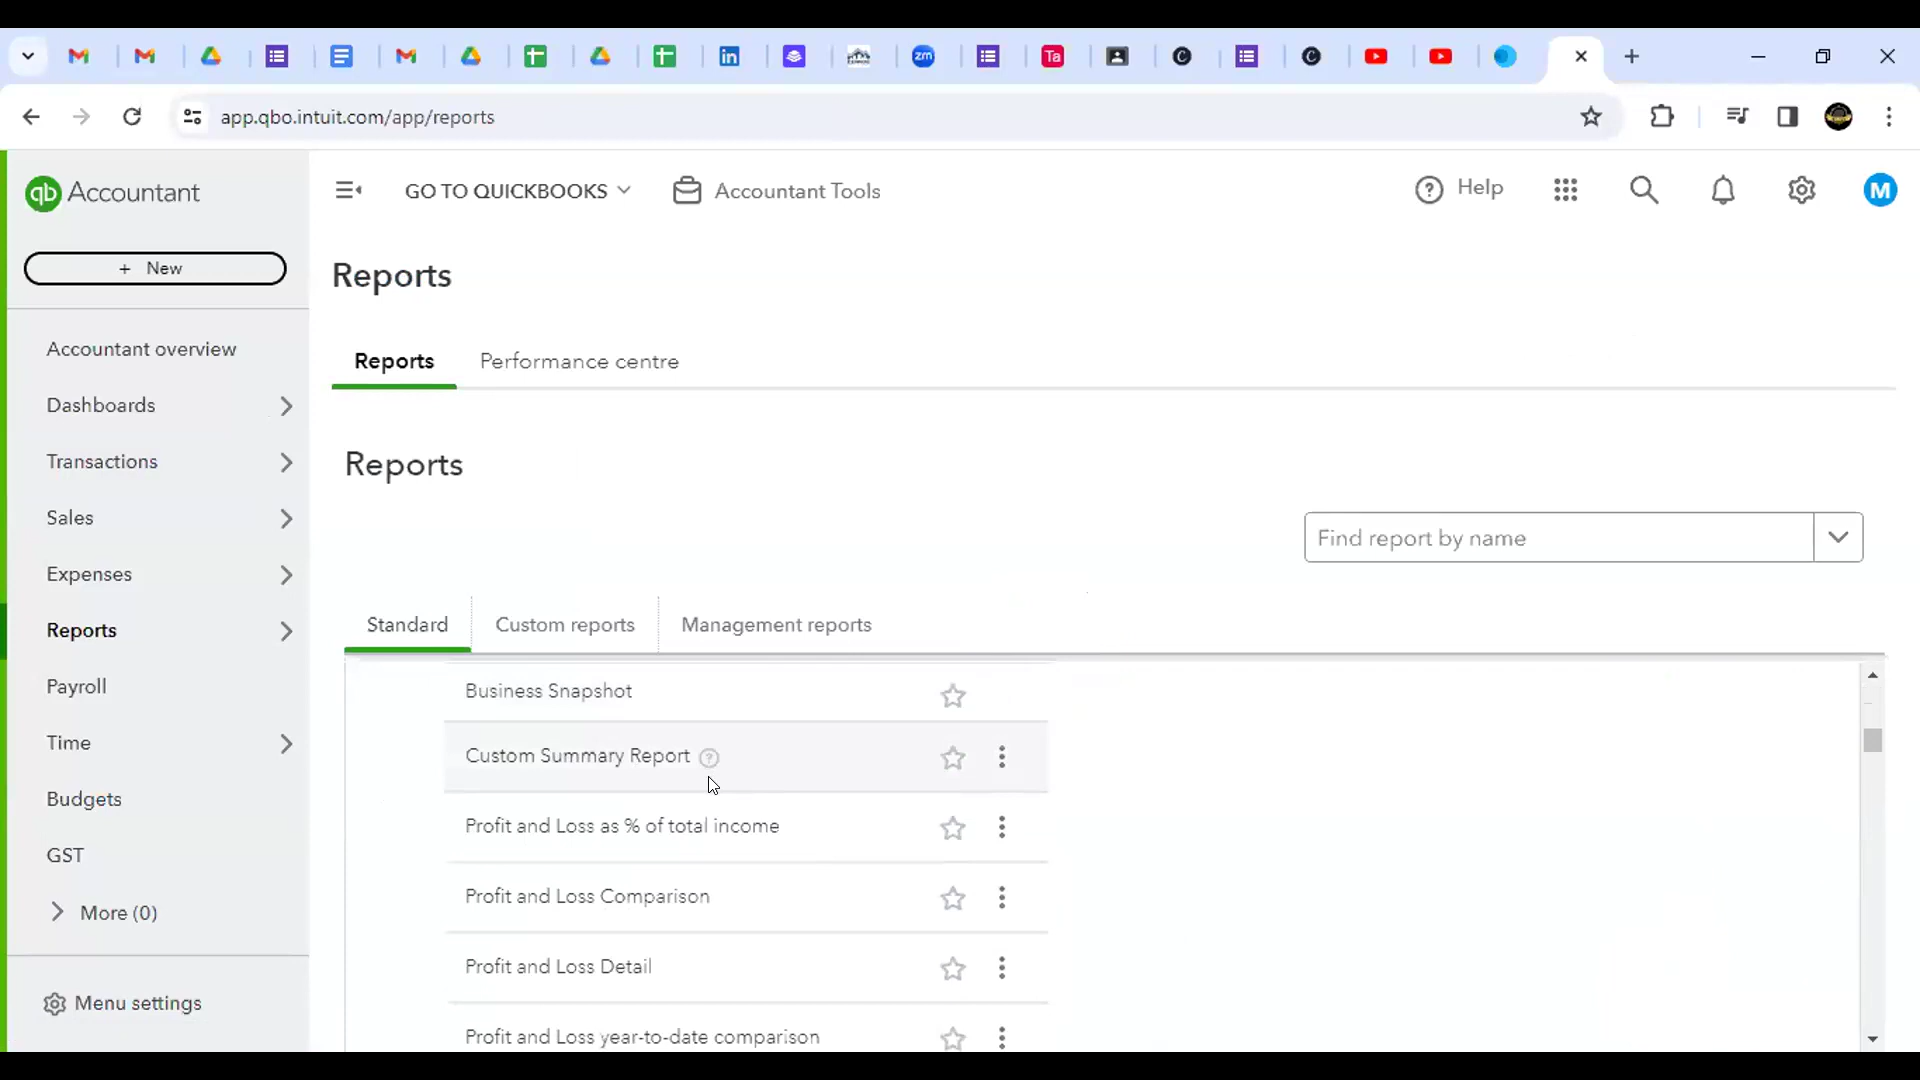 zm
Ta
app.qbo.intuit.com/app/reports
qb Accountant
GO TO QUICKBOOKS
Accountant Tools
? Help
M
+ New
Reports
Accountant overview
Reports
Performance centre
Dashboards
Transactions
Reports
Sales
Find report by name
Expenses
Reports
Standard
Custom reports
Management reports
Payroll
Business Snapshot
Time
Custom Summary Report ?
Budgets
Profit and Loss as % of total income
GST
Profit and Loss Comparison
More (0)
Profit and Loss Detail
Menu settings
Profit and Loss year-to-date comparison